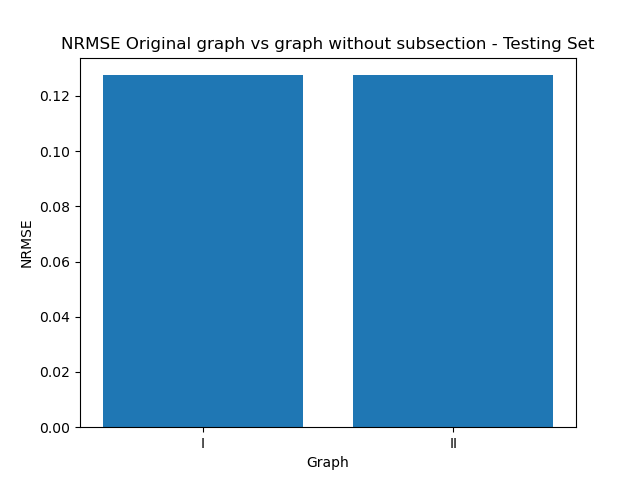 NRMSE Original graph vs graph without subsection - Testing Set
0.12
0.10
0.08
0.06
0.04
0.02
0.00
NRMSE
I
II
Graph